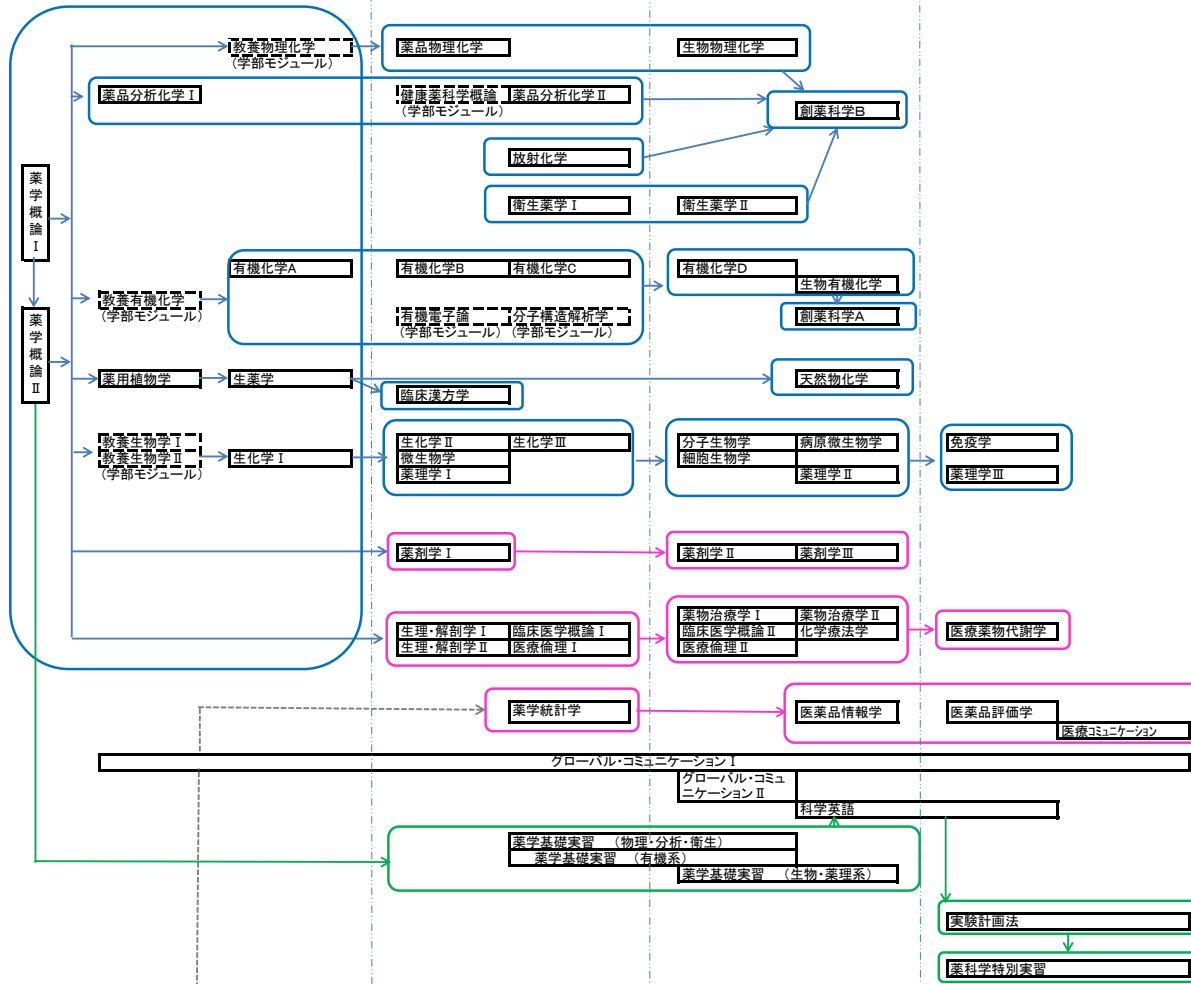 教養物理化学
(学部モジュール)
薬品物理化学
生物物理化学
薬品分析化学Ⅰ
健康薬科学概論
薬品分析化学Ⅱ
(学部モジュール)
創薬科学B
放射化学
薬学概論Ⅰ
衛生薬学Ⅰ
衛生薬学Ⅱ
有機化学A
有機化学B
有機化学C
有機化学D
生物有機化学
教養有機化学
(学部モジュール)
有機電子論
分子構造解析学
(学部モジュール)
(学部モジュール)
創薬科学A
薬学概論Ⅱ
薬用植物学
生薬学
臨床漢方学
天然物化学
教養生物学Ⅰ
教養生物学Ⅱ
(学部モジュール)
生化学Ⅰ
生化学Ⅱ
生化学Ⅲ
微生物学
薬理学Ⅰ
分子生物学
病原微生物学
細胞生物学
薬理学Ⅱ
免疫学
薬理学Ⅲ
薬剤学Ⅰ
薬剤学Ⅱ
薬剤学Ⅲ
生理・解剖学Ⅰ
臨床医学概論Ⅰ
生理・解剖学Ⅱ
医療倫理Ⅰ
薬物治療学Ⅰ
薬物治療学Ⅱ
臨床医学概論Ⅱ
化学療法学
医療倫理Ⅱ
医療薬物代謝学
薬学統計学
医薬品情報学
医薬品評価学
医療コミュニケーション
グローバル・コミュニケーションⅠ
グローバル・コミュ
ニケーションⅡ
科学英語
薬学基礎実習 (物理・分析・衛生)
薬学基礎実習 (有機系)
薬学基礎実習 (生物・薬理系)
実験計画法
薬科学特別実習